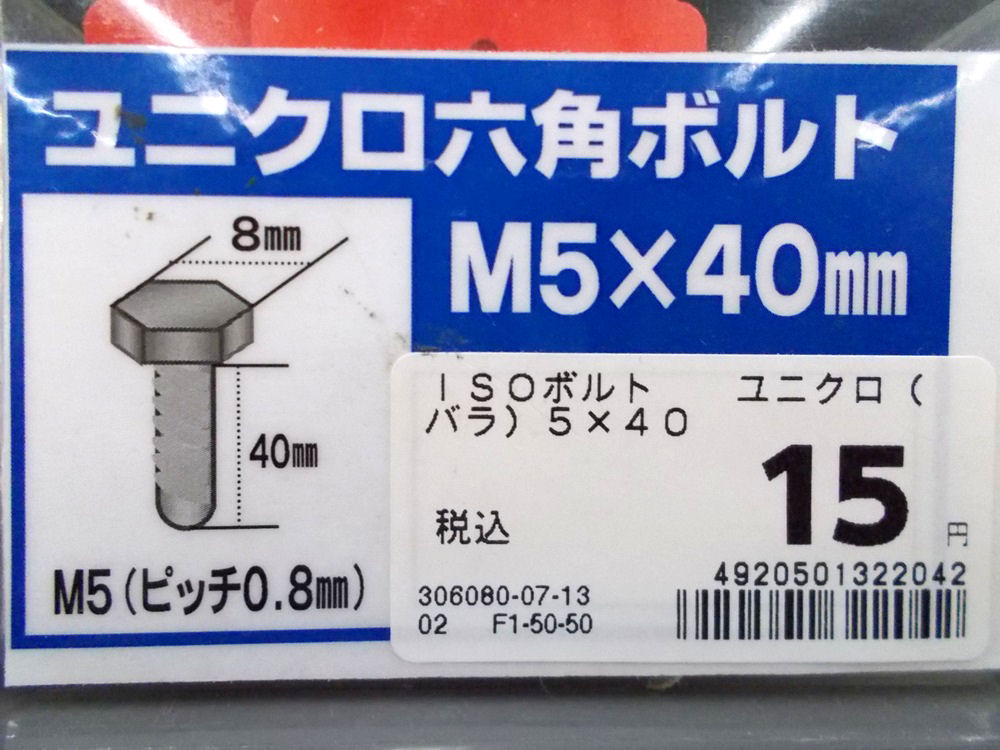 ユニクロ六角ボルト
M5×40mm
8mm
40mm
M5(ピッチ0.8mm)
ISOボルト ユニクロ(
バラ)5×40
15円
税込
4920501322042
306080-07-13
02 F1-50-50